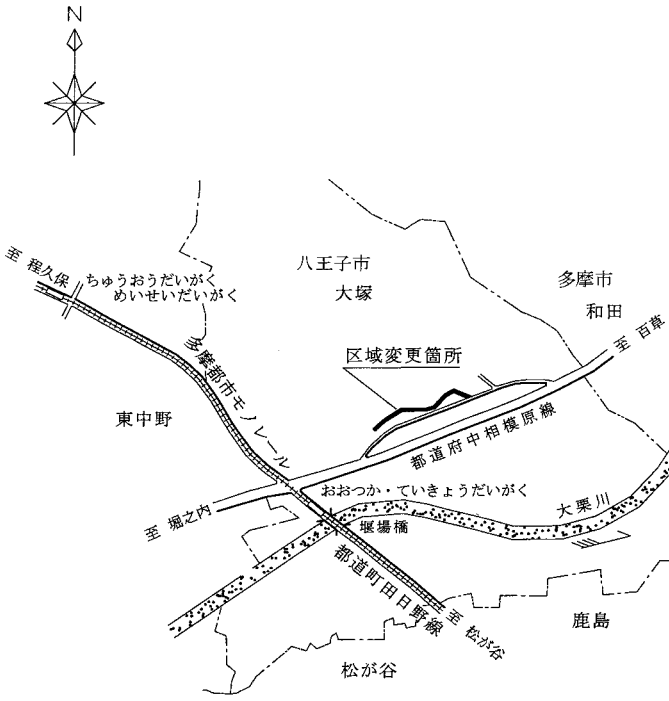 N
八王子市
大塚
多摩市
和田
至 程久保
ちゅうおうだいがく
めいせいだいがく
至 百草
区域変更箇所
多摩都市モノレール
東中野
都道府中相模原線
おおつか・ていきょうだいがく
大栗川
至 堀之内
堰場橋
都道町田日野線
至 松が谷
鹿島
松が谷